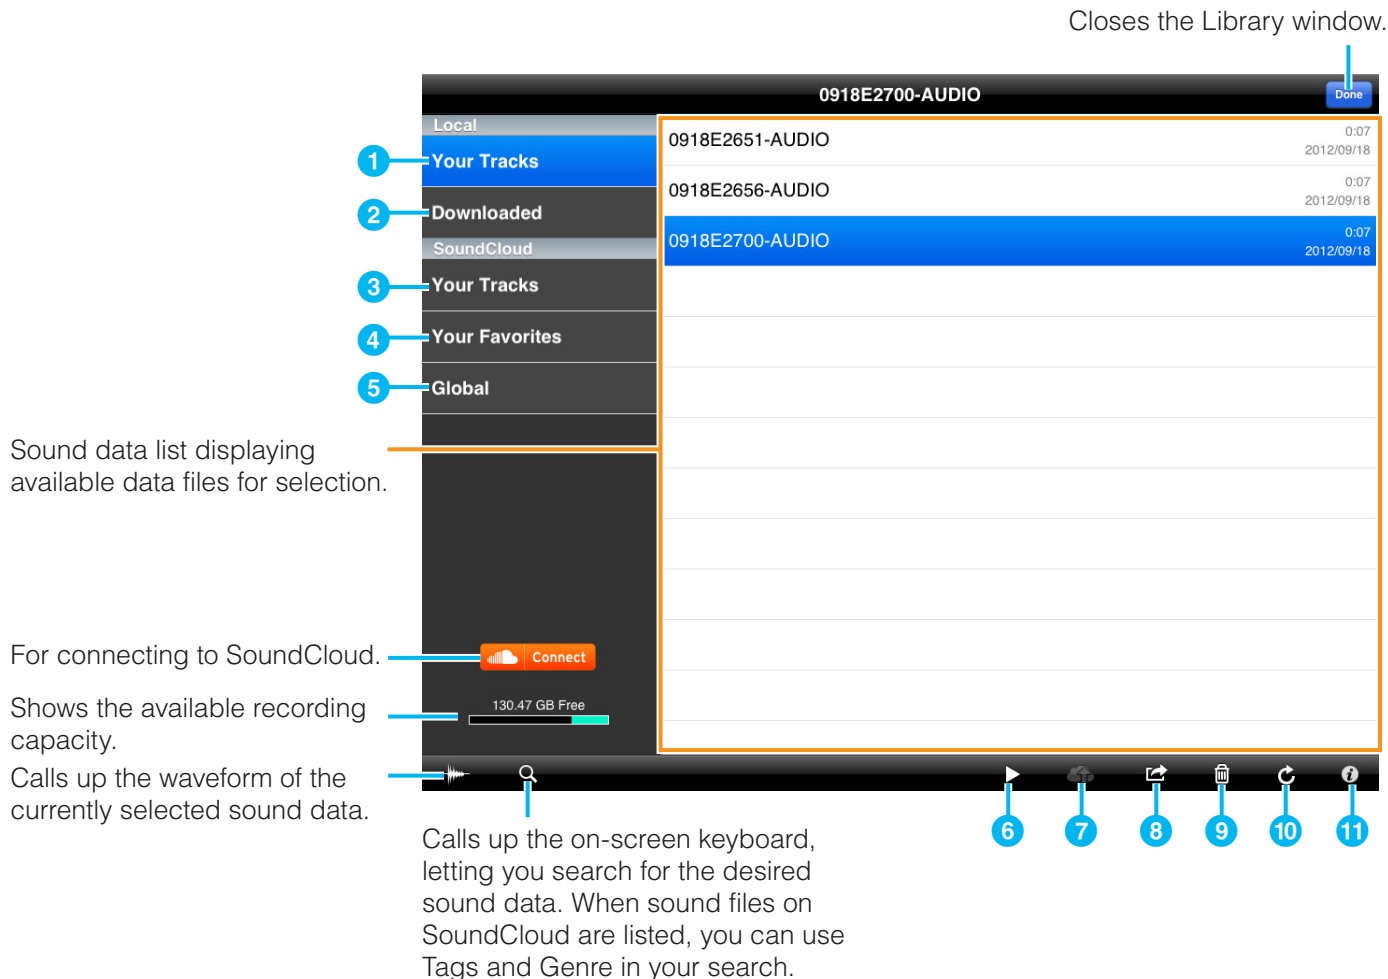 Closes the Library window.
0918E2700-AUDIO
Done
Local
1
Your Tracks
2
Downloaded
SoundCloud
3
Your Tracks
4
Your Favorites
5
Global
0918E2651-AUDIO
0:07
2012/09/18
0918E2656-AUDIO
0:07
2012/09/18
0918E2700-AUDIO
0:07
2012/09/18
Sound data list displaying
available data files for selection.
For connecting to SoundCloud.
Connect
Shows the available recording
capacity.
130.47 GB Free
Calls up the waveform of the
currently selected sound data.
Calls up the on-screen keyboard,
letting you search for the desired
sound data. When sound files on
SoundCloud are listed, you can use
Tags and Genre in your search.
6
7
8
9
10
11